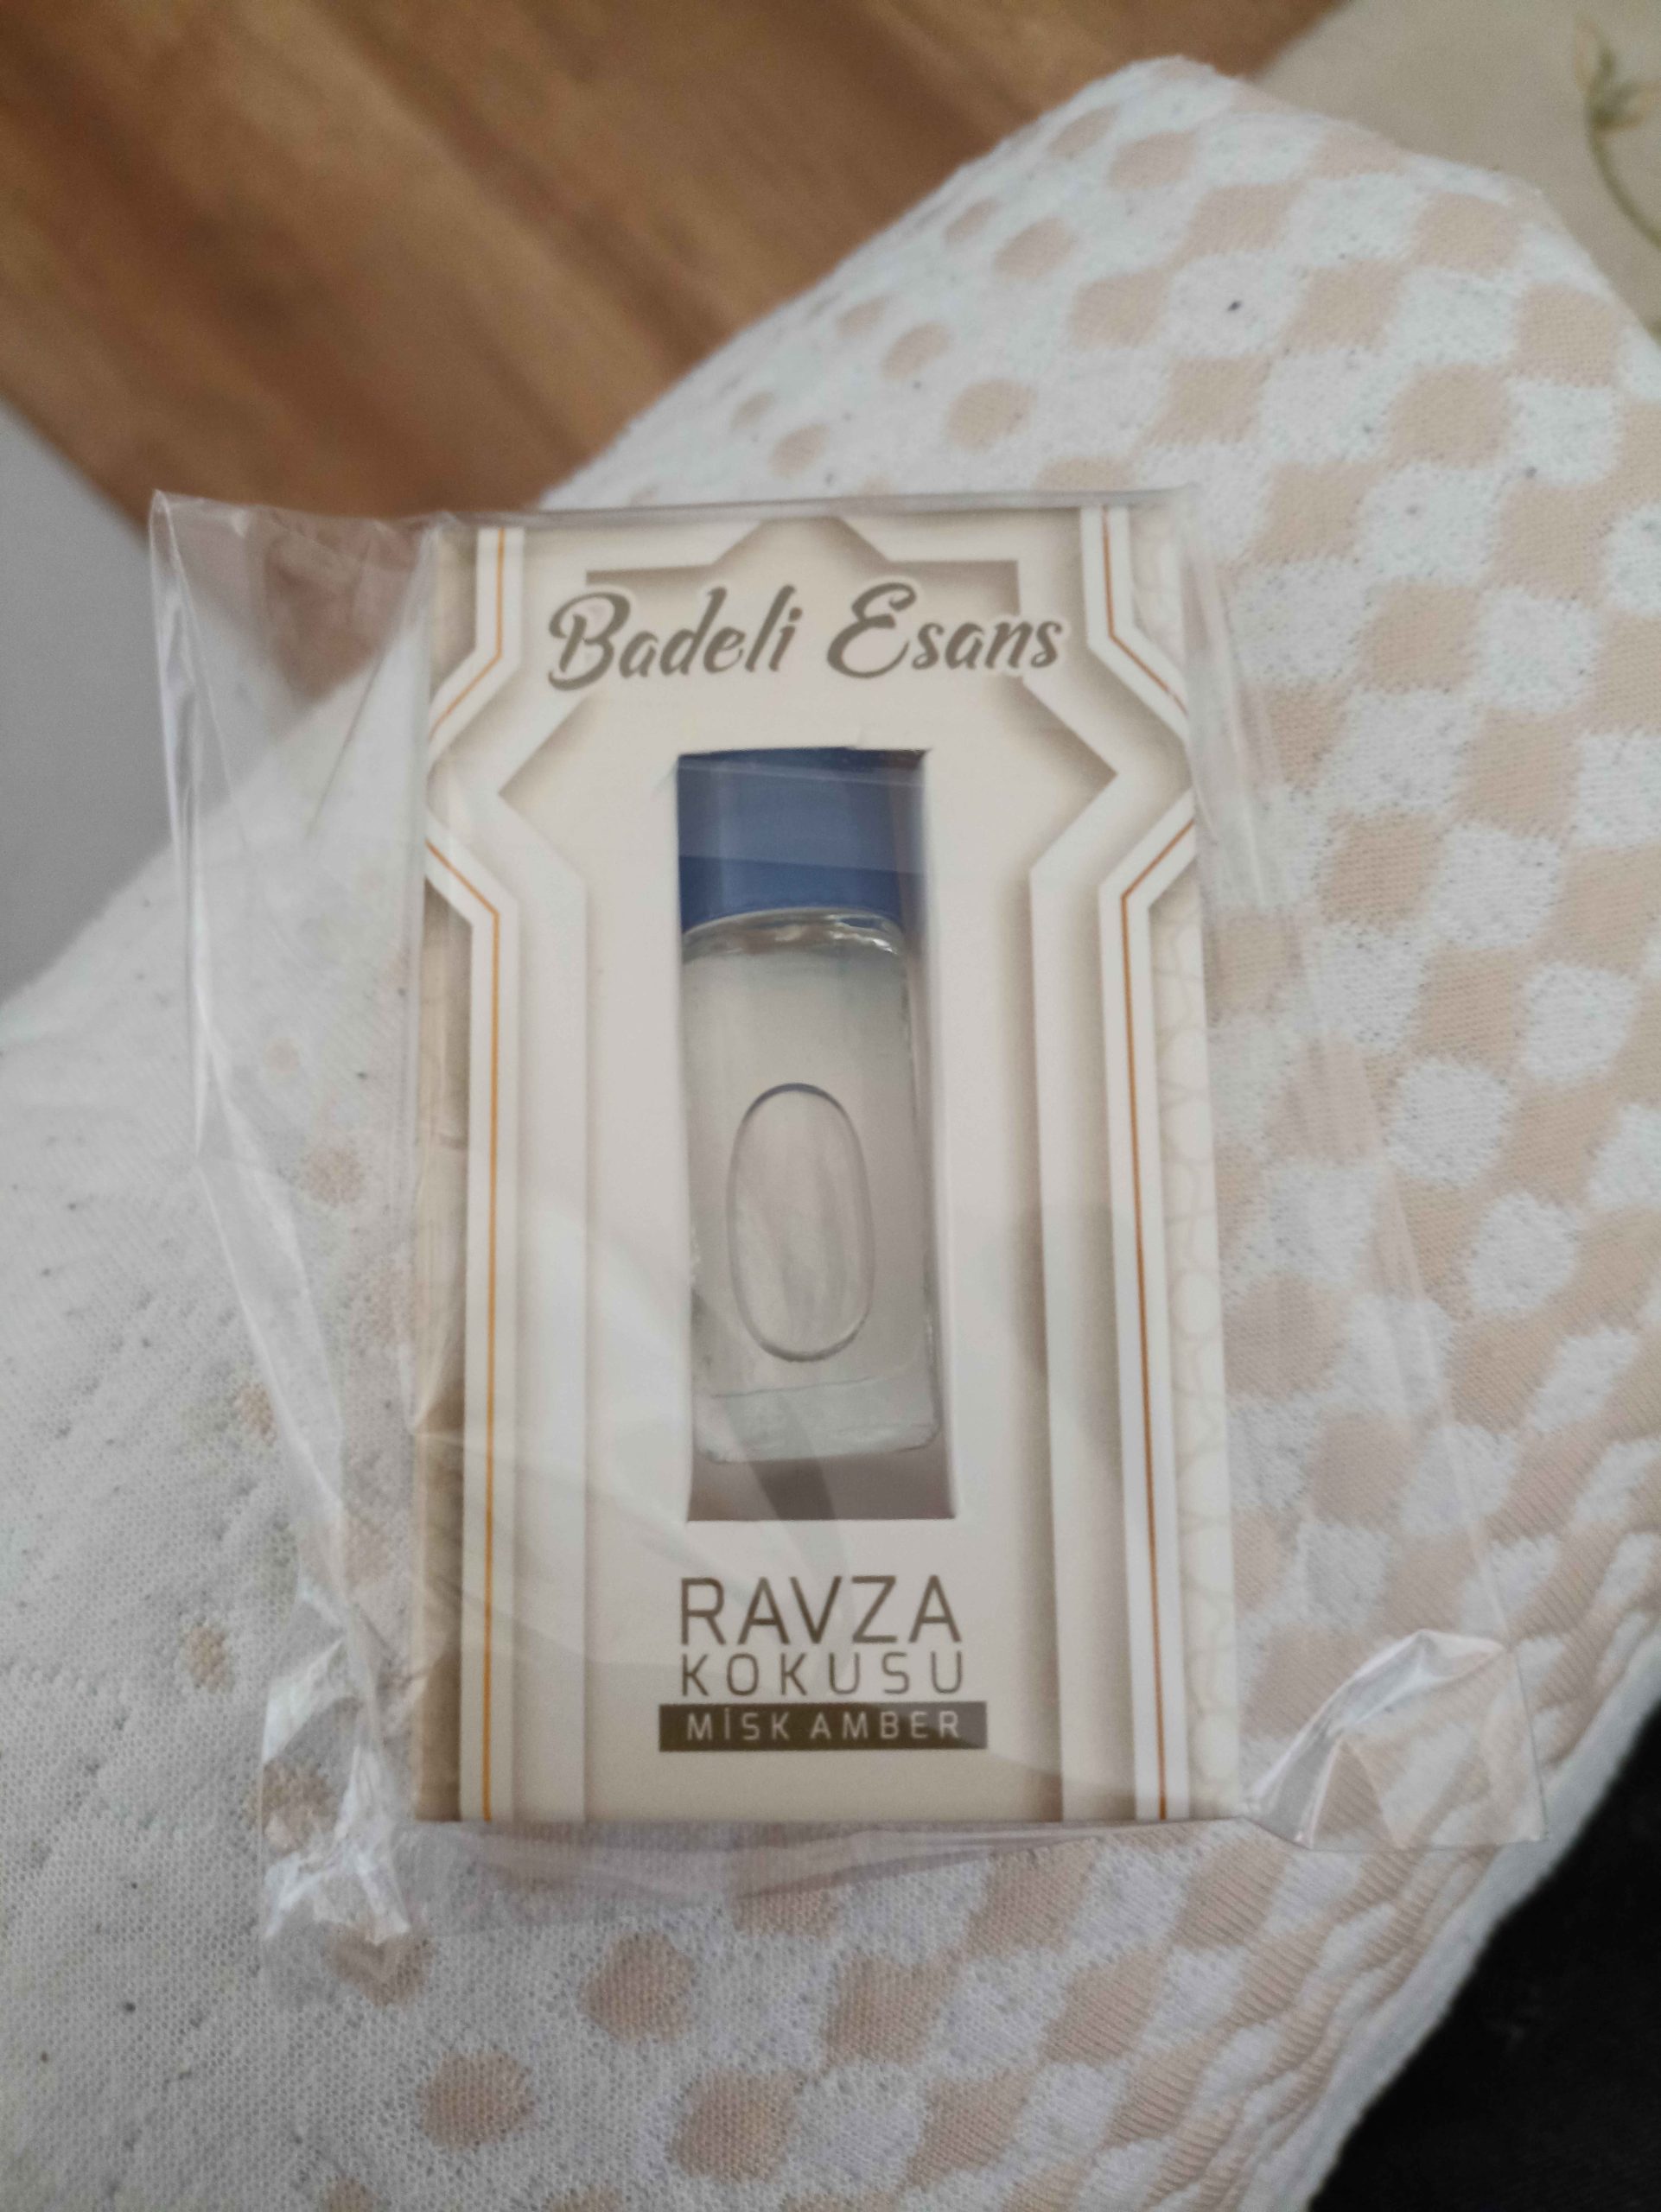 Badeli Esans
RAVZA
KOKUSU
MİSK AMBER